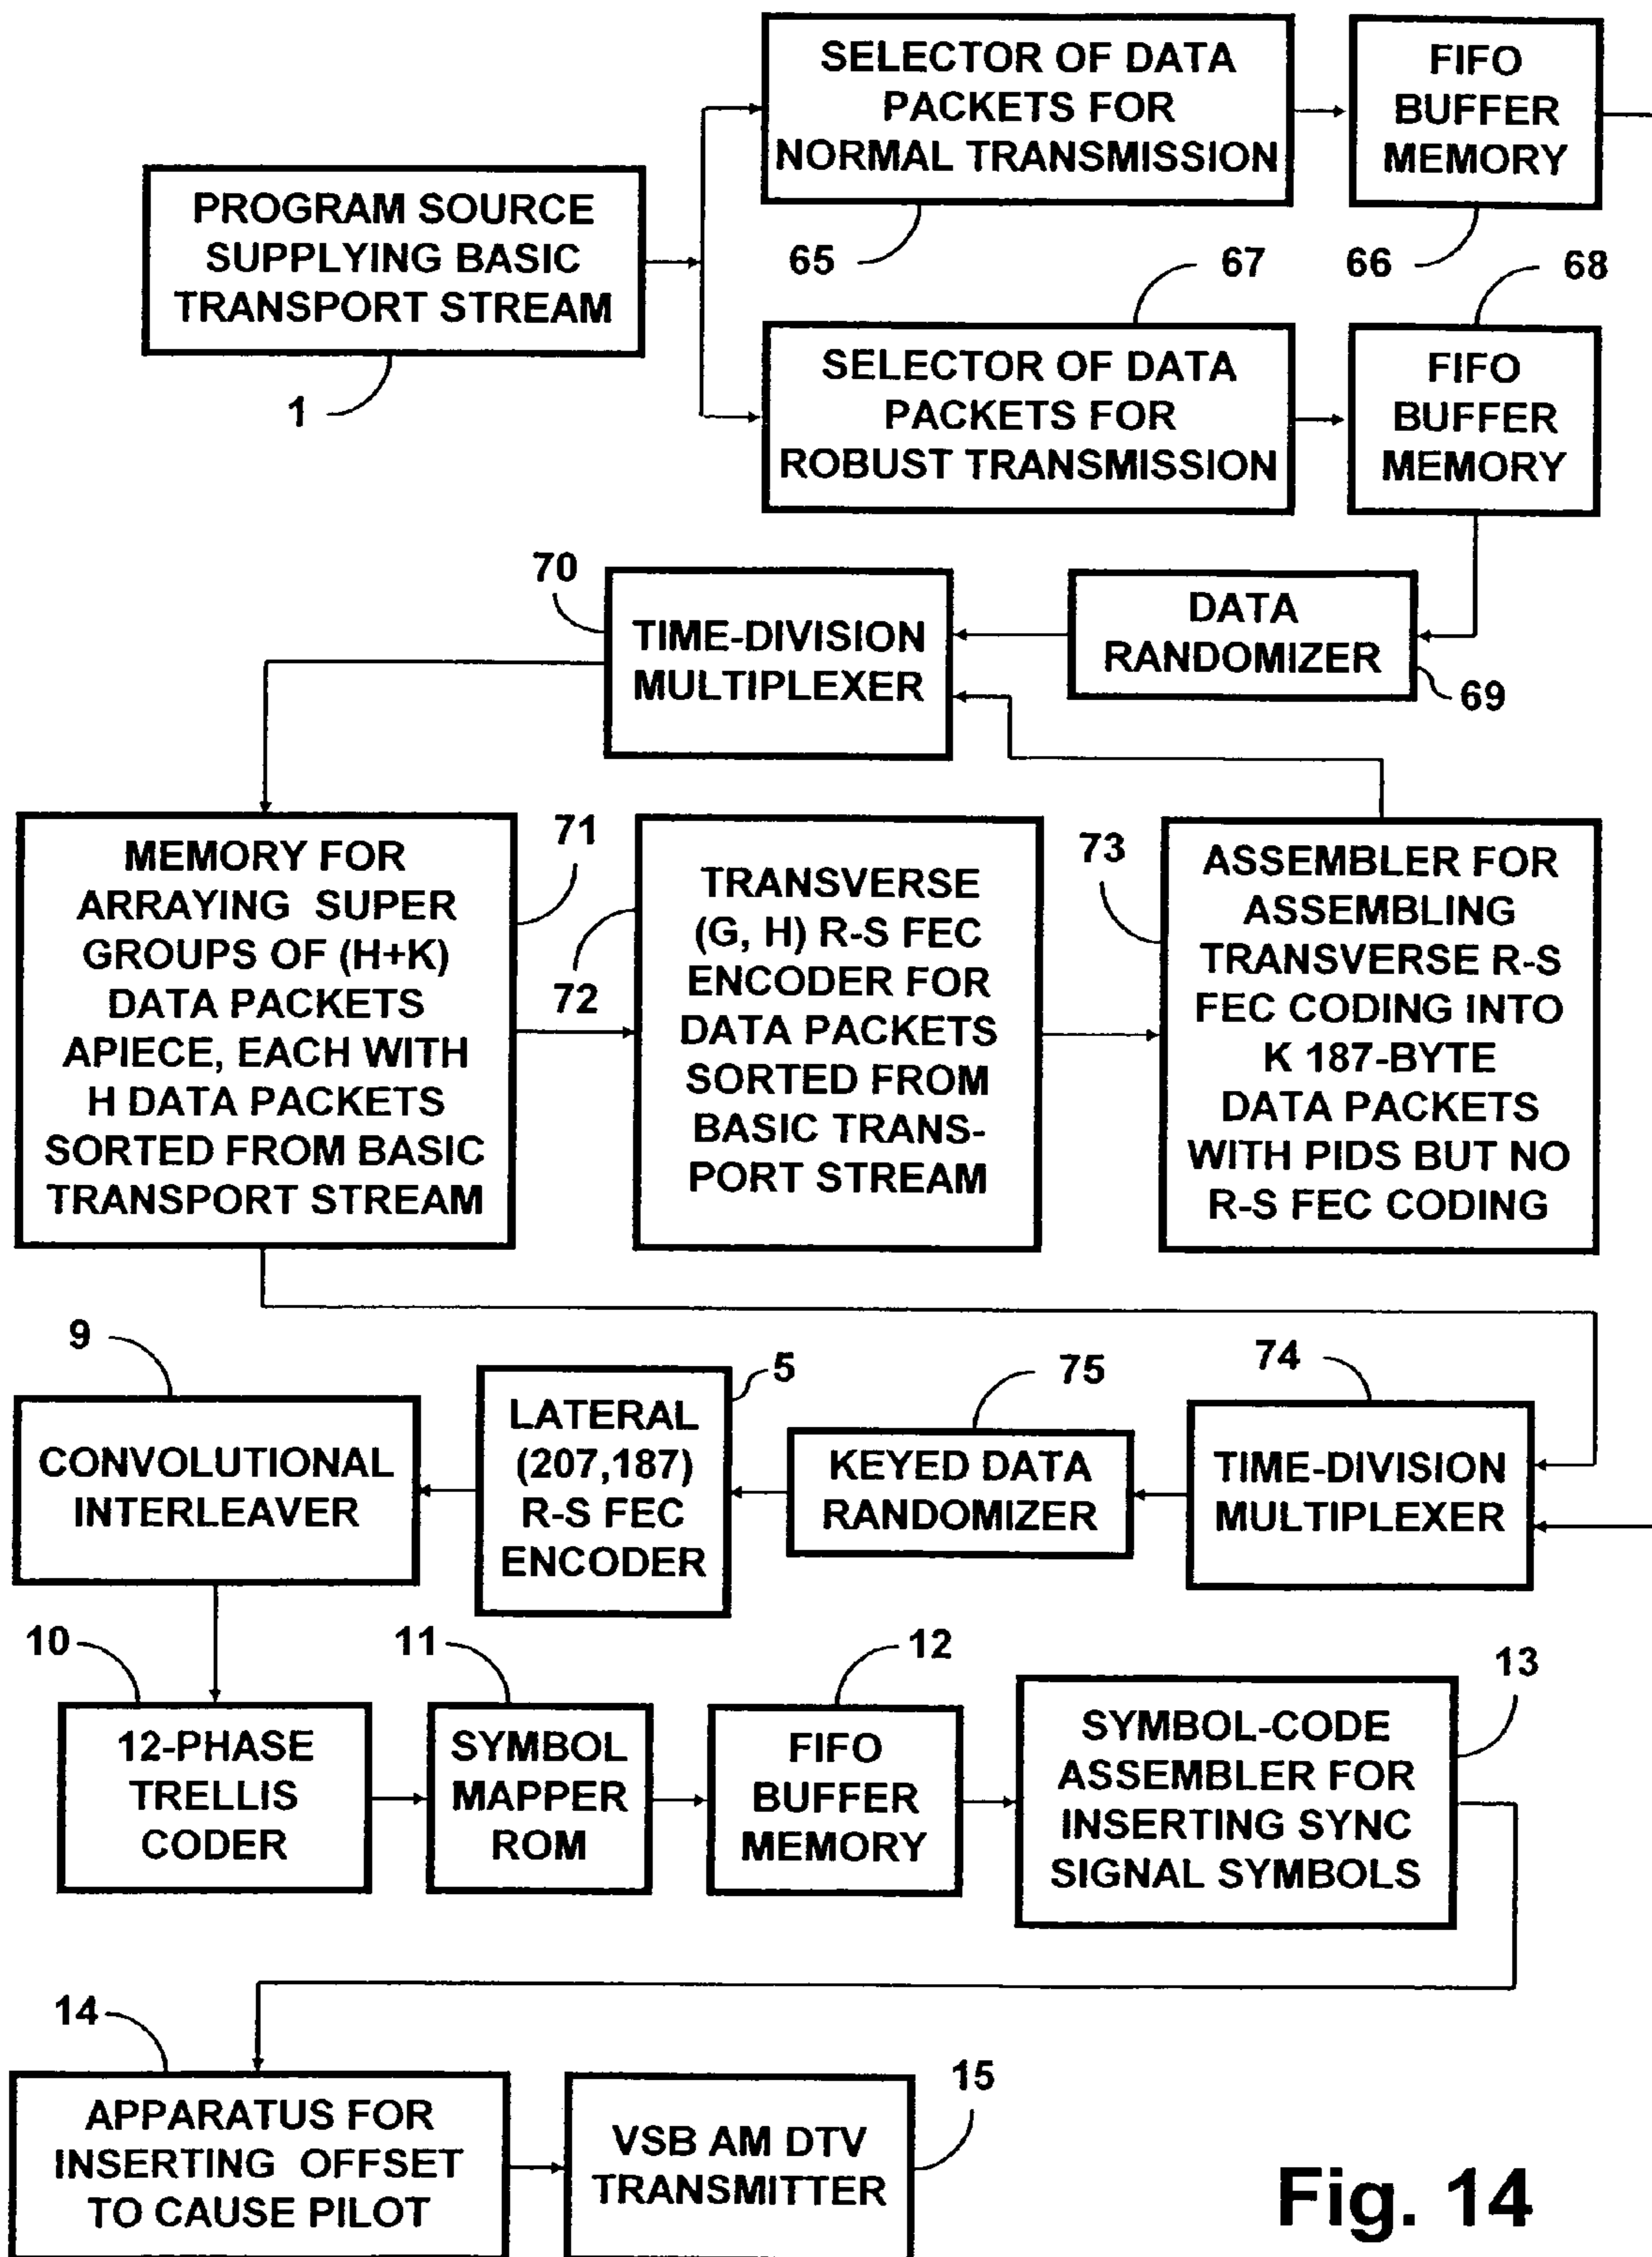 SELECTOR OF DATA
PACKETS FOR
NORMAL TRANSMISSION
FIFO
BUFFER
MEMORY
PROGRAM SOURCE
SUPPLYING BASIC
TRANSPORT STREAM
65
67
66
68
1
SELECTOR OF DATA
PACKETS FOR
ROBUST TRANSMISSION
FIFO
BUFFER
MEMORY
70
TIME-DIVISION
MULTIPLEXER
DATA
RANDOMIZER
69
MEMORY FOR
ARRAYING SUPER
GROUPS OF (H+K)
DATA PACKETS
APIECE, EACH WITH
H DATA PACKETS
SORTED FROM BASIC
TRANSPORT STREAM
71
72
TRANSVERSE
(G, H) R-S FEC
ENCODER FOR
DATA PACKETS
SORTED FROM
BASIC TRANS-
PORT STREAM
73
ASSEMBLER FOR
ASSEMBLING
TRANSVERSE R-S
FEC CODING INTO
K 187-BYTE
DATA PACKETS
WITH PIDS BUT NO
R-S FEC CODING
9
CONVOLUTIONAL
INTERLEAVER
5
LATERAL
(207,187)
R-S FEC
ENCODER
75
KEYED DATA
RANDOMIZER
74
TIME-DIVISION
MULTIPLEXER
10
12-PHASE
TRELLIS
CODER
11
SYMBOL
MAPPER
ROM
12
FIFO
BUFFER
MEMORY
13
SYMBOL-CODE
ASSEMBLER FOR
INSERTING SYNC
SIGNAL SYMBOLS
14
APPARATUS FOR
INSERTING OFFSET
TO CAUSE PILOT
15
VSB AM DTV
TRANSMITTER
Fig. 14